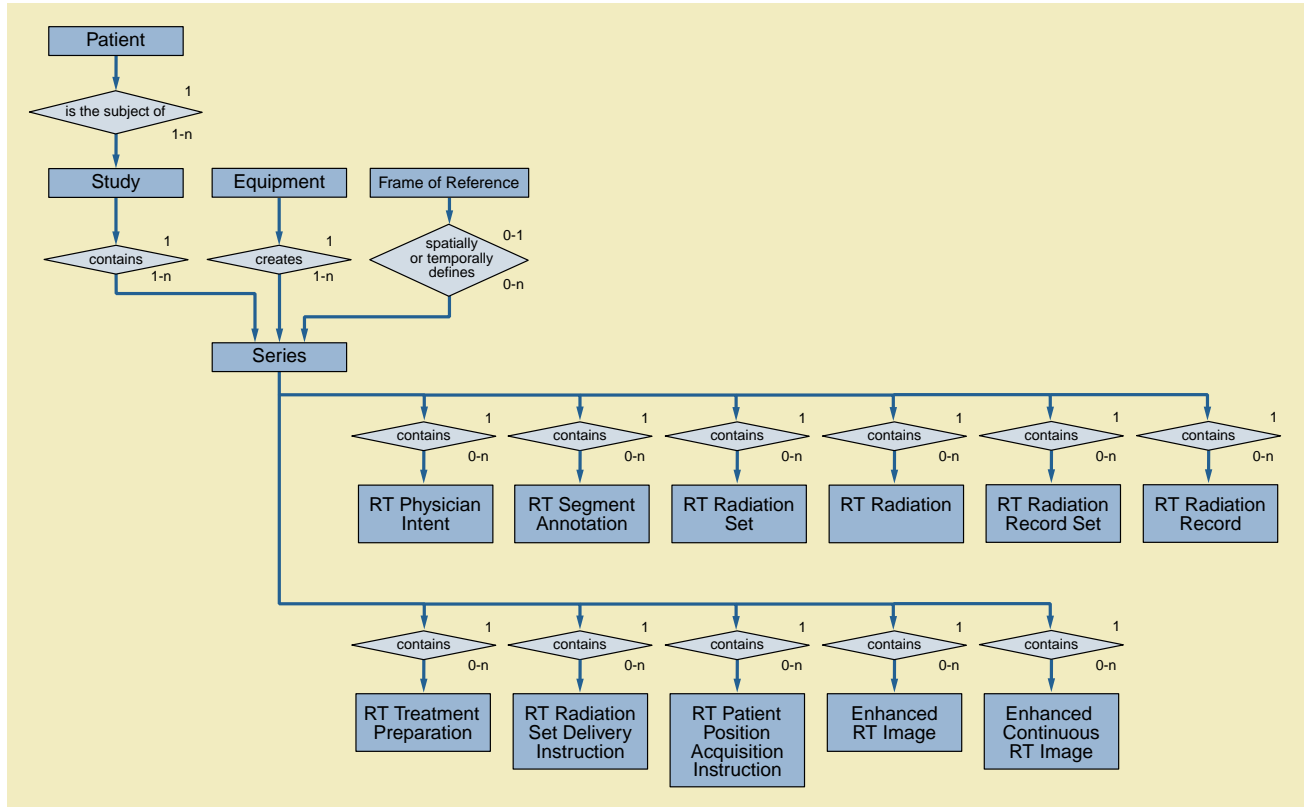 Patient
1
is the subject of
1-n
Study
Equipment
Frame of Reference
1
contains
1-n
1
creates
1-n
0-1
spatially
or temporally
defines
0-n
Series
1
contains
0-n
1
contains
0-n
1
contains
0-n
1
contains
0-n
1
contains
0-n
1
contains
0-n
RT Physician
Intent
RT Segment
Annotation
RT Radiation
Set
RT Radiation
RT Radiation
Record Set
RT Radiation
Record
1
contains
0-n
1
contains
0-n
1
contains
0-n
1
contains
0-n
1
contains
0-n
RT Treatment
Preparation
RT Radiation
Set Delivery
Instruction
RT Patient
Position
Acquisition
Instruction
Enhanced
RT Image
Enhanced
Continuous
RT Image